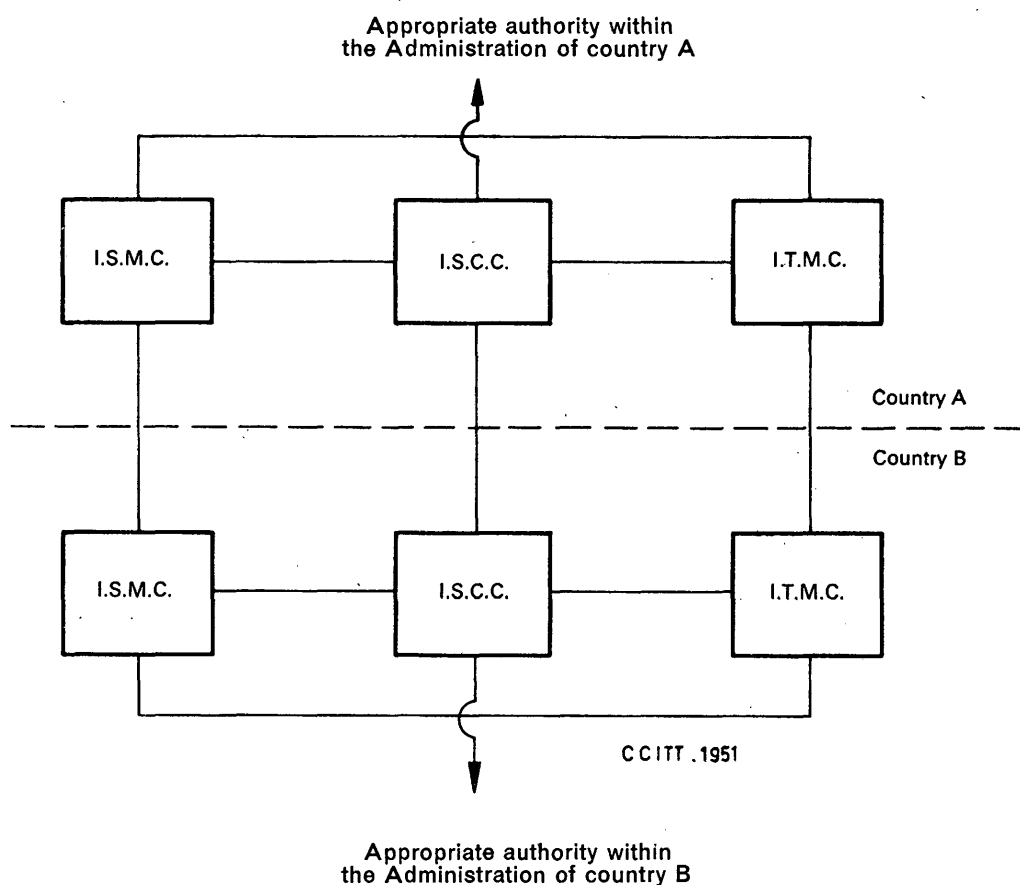 Appropriate authority within
the Administration of country A
I.S.M.C.
I.S.C.C.
I.T.M.C.
Country A
Country B
I.S.M.C.
I.S.C.C.
I.T.M.C.
CCITT.1951
Appropriate authority within
the Administration of country B